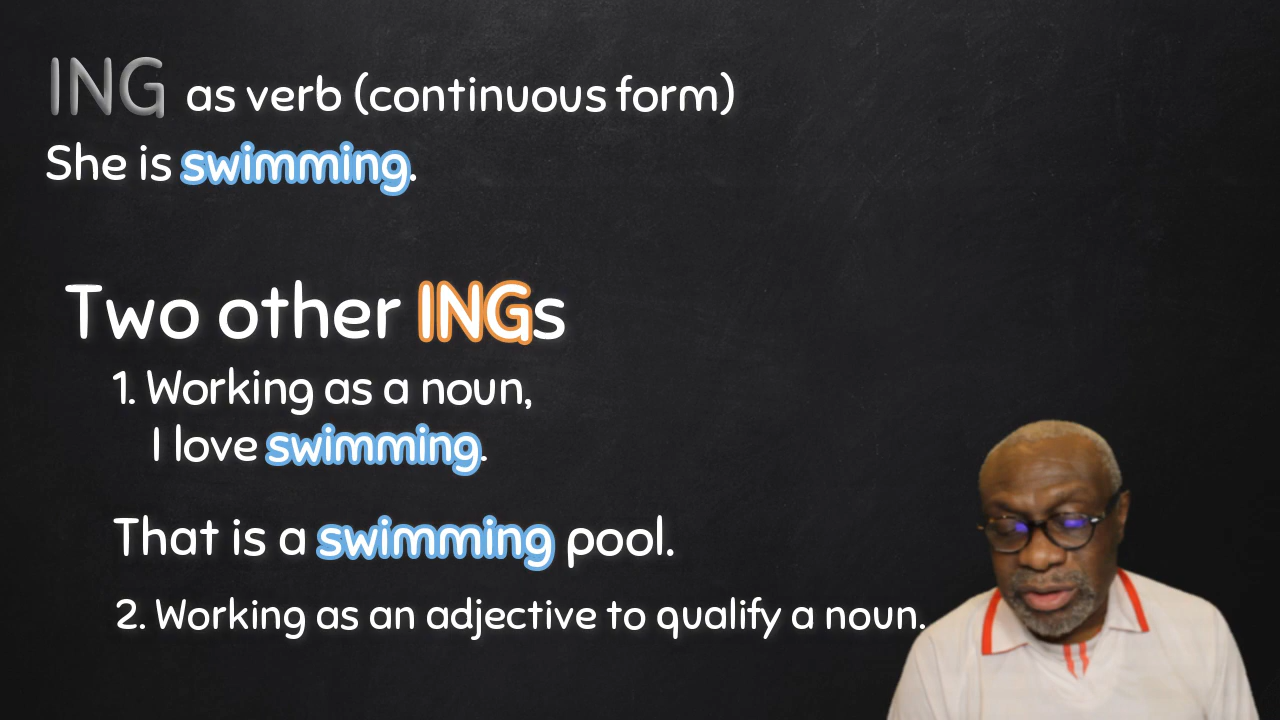 ING as verb (continuous form)
She is swimming.
Two other INGs
1. Working as a noun,
I love swimming.
That is a swimming pool.
2. Working as an adjective to qualify a noun.